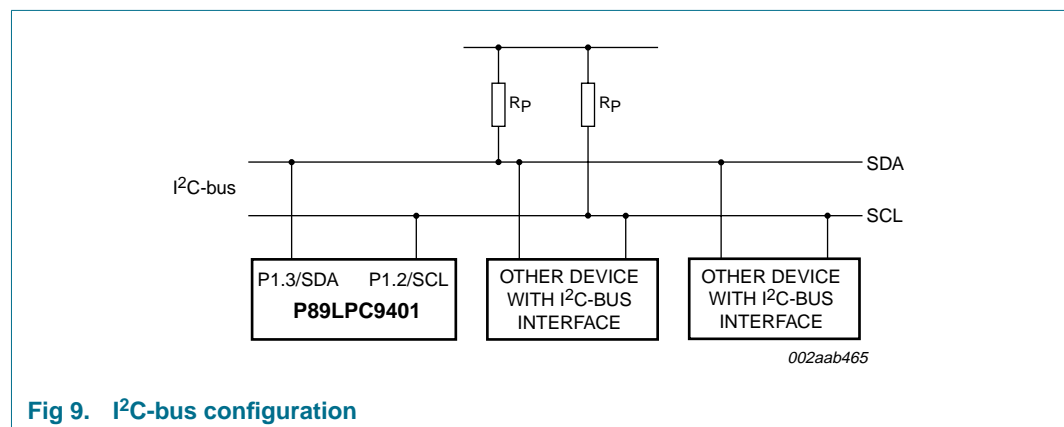 RP RP
SDA
I2C-bus
SCL
P1.3/SDA P1.2/SCL
P89LPC9401
OTHER DEVICE
WITH I2C-BUS
INTERFACE
OTHER DEVICE
WITH I2C-BUS
INTERFACE
002aab465
Fig 9. I2C-bus configuration